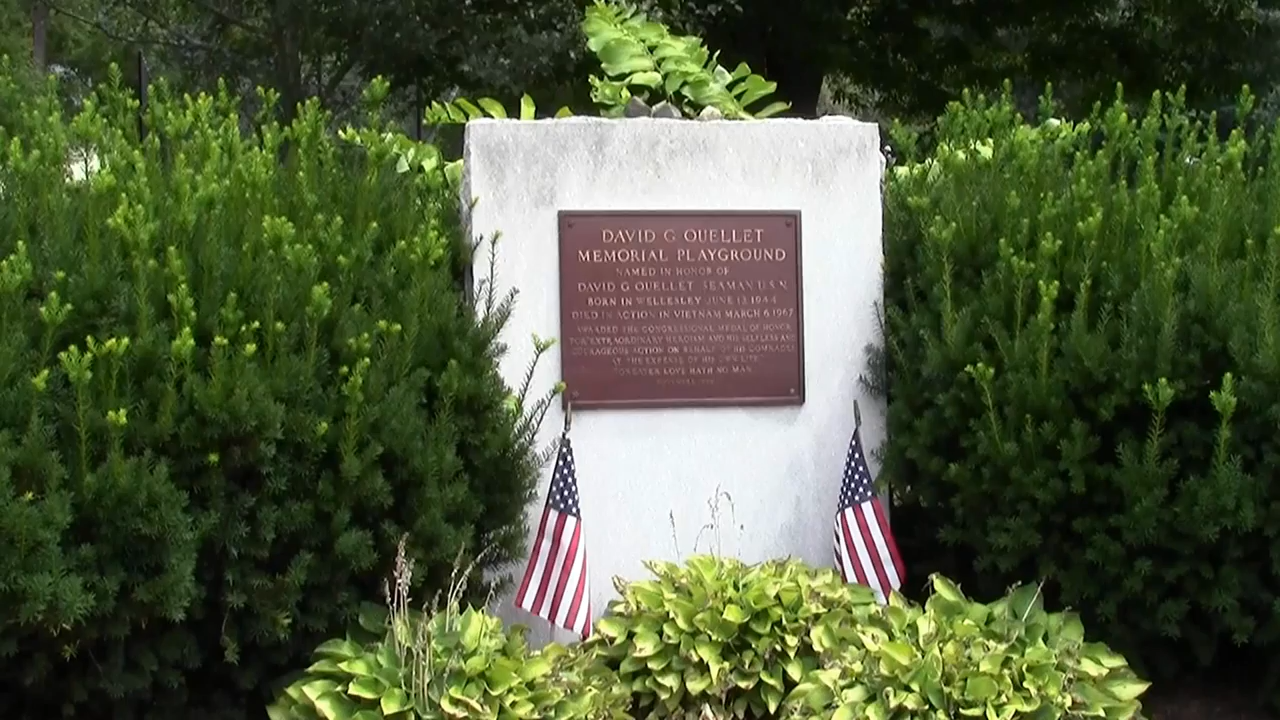 DAVID G OUELLET
MEMORIAL PLAYGROUND
NAMED IN HONOR OF
DAVID G OUELLET SEAMAN U.S.N.
BORN IN WELLESLEY JUNE 13, 1944
DIED IN ACTION IN VIETNAM MARCH 6, 1967
AWARDED THE CONGRESSIONAL MEDAL OF HONOR
FOR EXTRAORDINARY HEROISM AND HIS SELFLESS AND
COURAGEOUS ACTION ON BEHALF OF HIS COMRADES
AT THE EXPENSE OF HIS OWN LIFE
GREATER LOVE HATH NO MAN